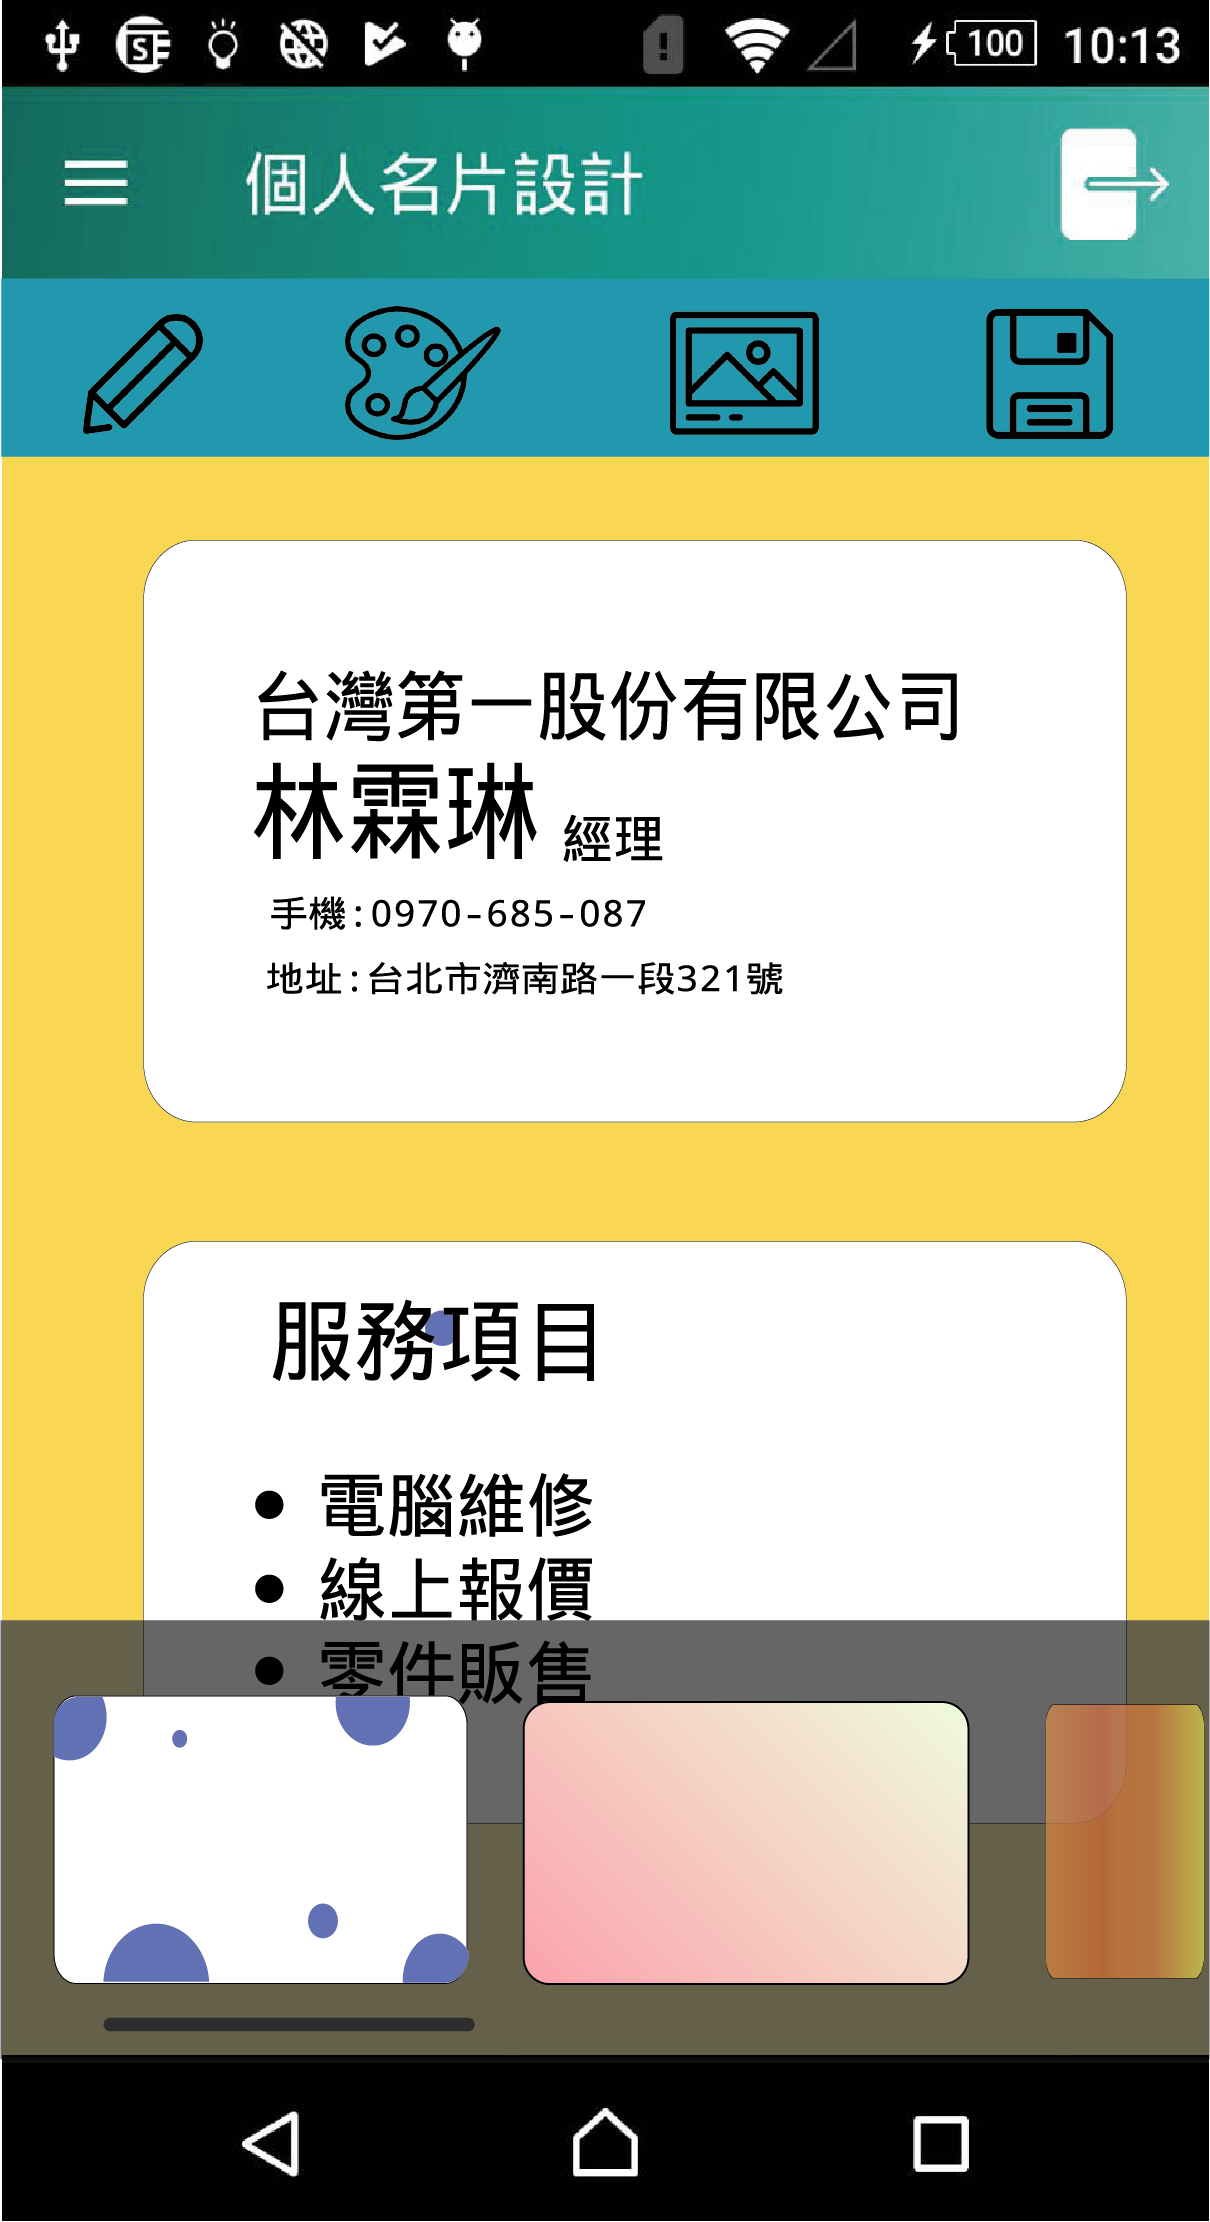 100 10:13
個人名片設計
台灣第一股份有限公司
林霖琳 經理
手機:0970-685-087
地址:台北市濟南路一段321號
服務項目
• 電腦維修
• 線上報價
• 零件販售